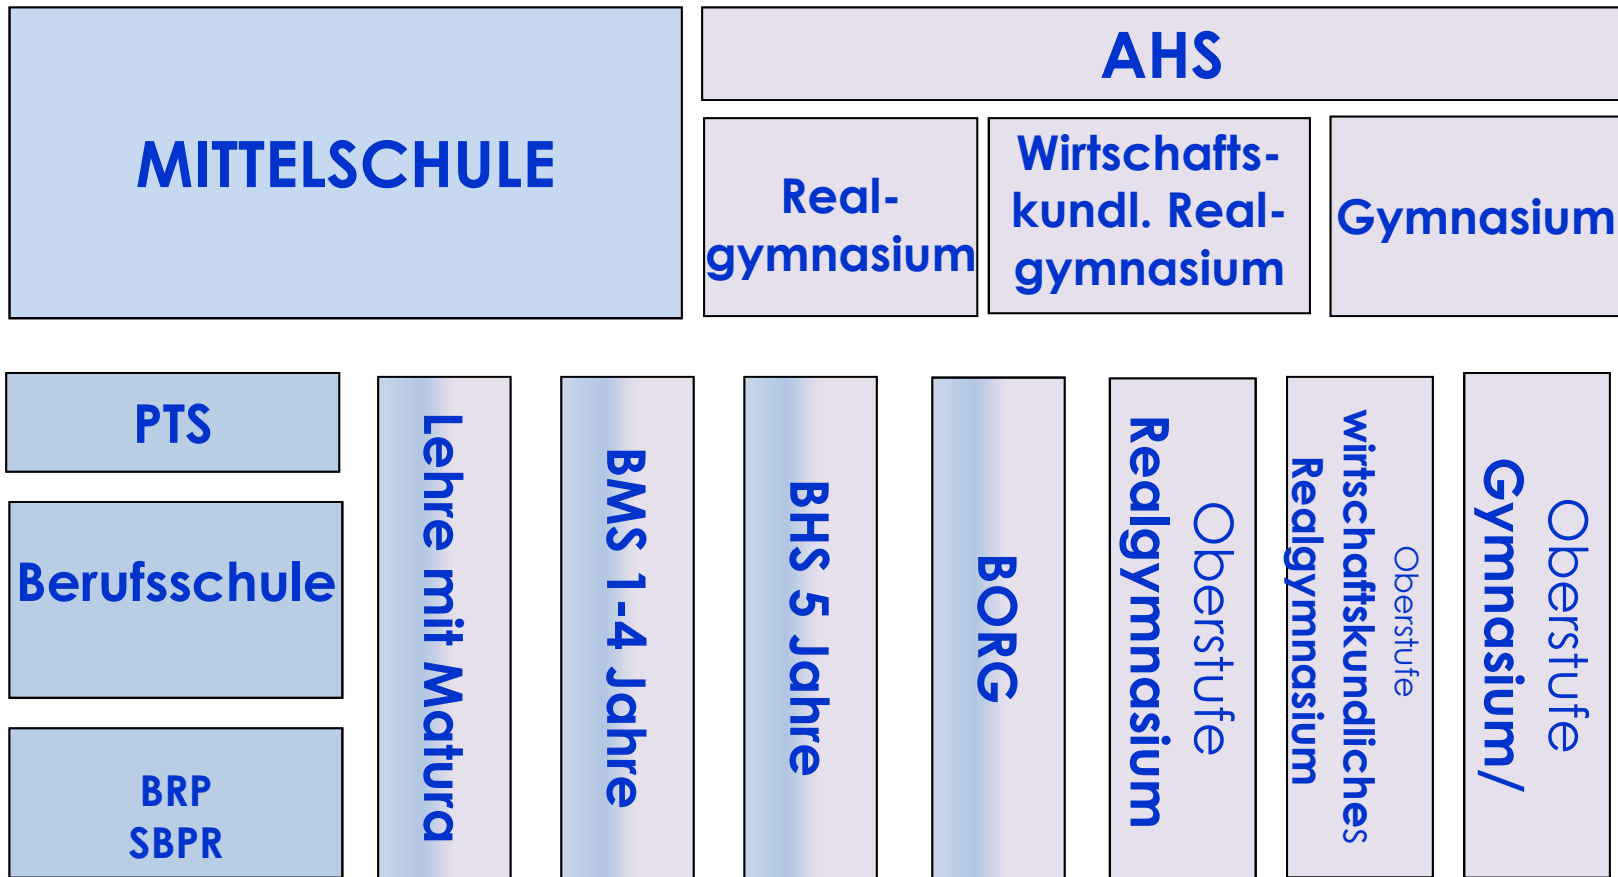 MITTELSCHULE
AHS
Real-
gymnasium
Wirtschafts-
kundl. Real-
gymnasium
Gymnasium
PTS
Berufsschule
BRP
SBPR
Lehre mit Matura
BMS 1-4 Jahre
BHS 5 Jahre
BORG
Oberstufe
Realgymnasium
Oberstufe
wirtschaftskundliches
Realgymnasium
Oberstufe
Gymnasium/